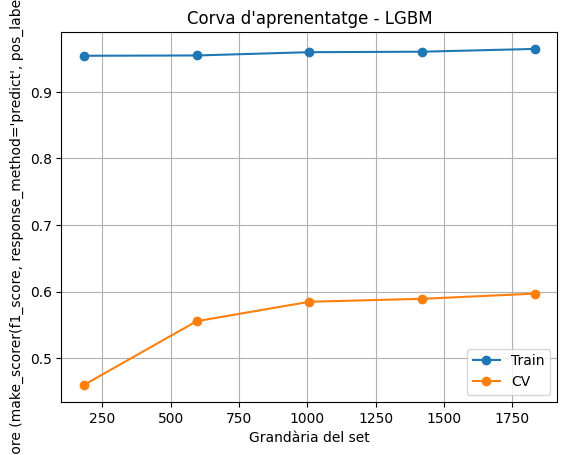 Corva d'aprenentatge - LGBM
ore (make_scorer(f1_score, response_method='predict', pos_labe
0.9
0.8
0.7
0.6
0.5
250
500
750
1000
1250
1500
1750
Grandària del set
Train
CV